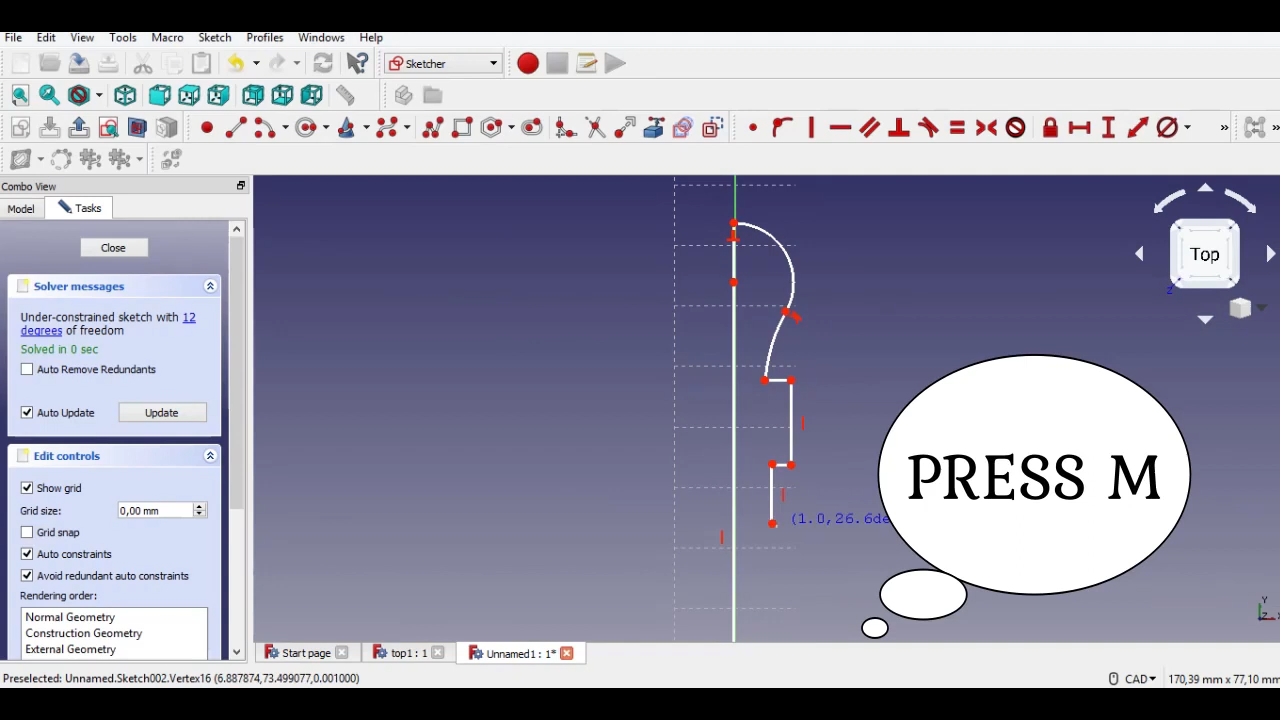 File Edit View Tools Macro Sketch Profiles Windows Help
Sketcher
Combo View
Model Tasks
Close
Solver messages
Under-constrained sketch with 12
degrees of freedom
Solved in 0 sec
Auto Remove Redundants
Auto Update Update
Edit controls
Show grid
Grid size: 0,00 mm
Grid snap
Auto constraints
Avoid redundant auto constraints
Rendering order:
Normal Geometry
Construction Geometry
External Geometry
Top
z
PRESS M
(1.0,26.6de
Y
Z
X
Start page top1 : 1 Unnamed1 : 1*
Preselected: Unnamed.Sketch002.Vertex16 (6.887874,73.499077,0.001000) CAD 170,39 mm x 77,10 mm